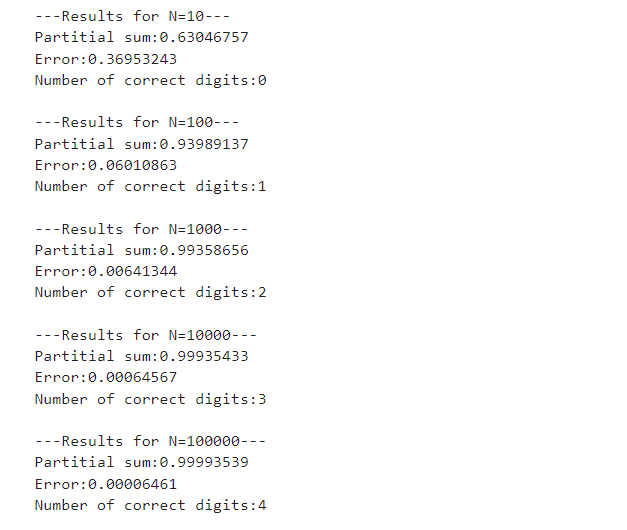 ---Results for N=10---
Partitial sum:0.63046757
Error:0.36953243
Number of correct digits:0
---Results for N=100---
Partitial sum:0.93989137
Error:0.06010863
Number of correct digits:1
---Results for N=1000---
Partitial sum:0.99358656
Error:0.00641344
Number of correct digits:2
---Results for N=10000---
Partitial sum:0.99935433
Error:0.00064567
Number of correct digits:3
---Results for N=100000---
Partitial sum:0.99993539
Error:0.00006461
Number of correct digits:4